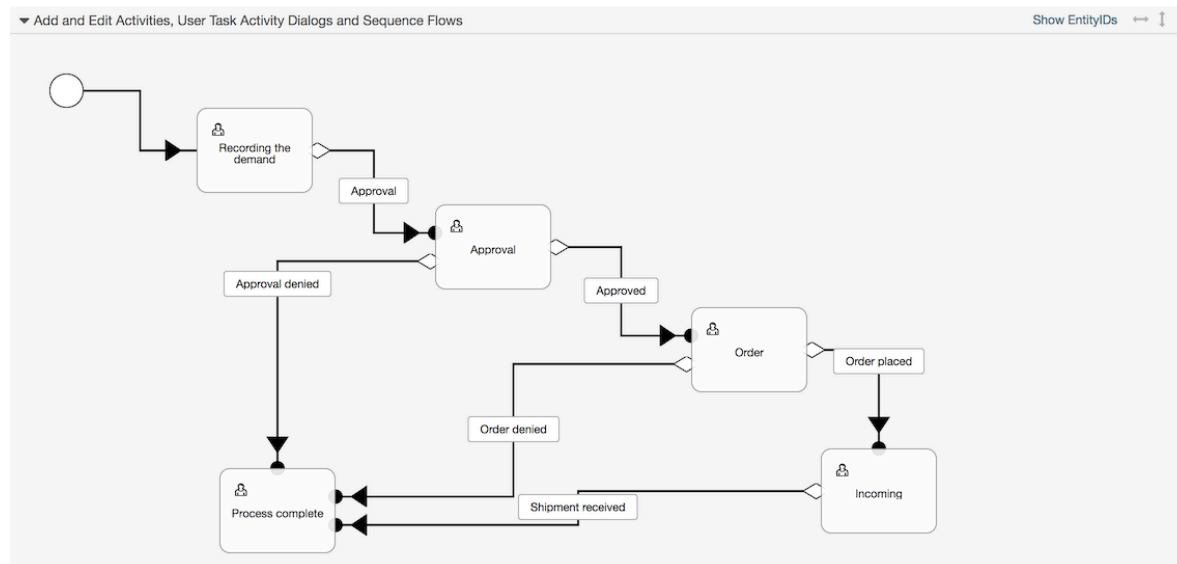 Add and Edit Activities, User Task Activity Dialogs and Sequence Flows
Show EntityIDs
Recording the
demand
Approval
Approval
Approval denied
Approved
Order
Order placed
Order denied
Incoming
Shipment received
Process complete